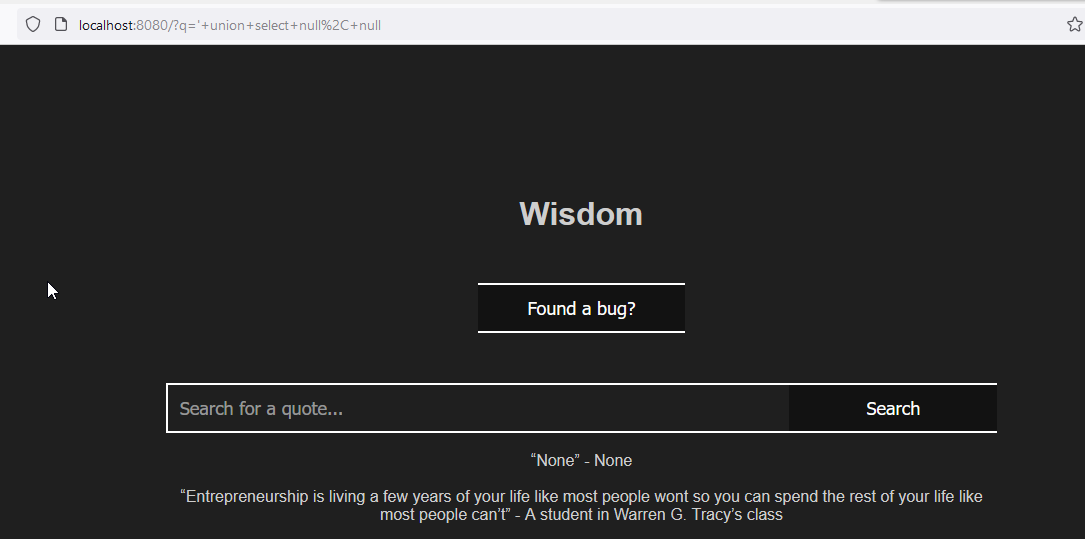 localhost:8080/?q='+union+select+null%2C+null
Wisdom
Found a bug?
Search for a quote...
Search
“None” - None
“Entrepreneurship is living a few years of your life like most people wont so you can spend the rest of your life like
most people can’t” - A student in Warren G. Tracy’s class